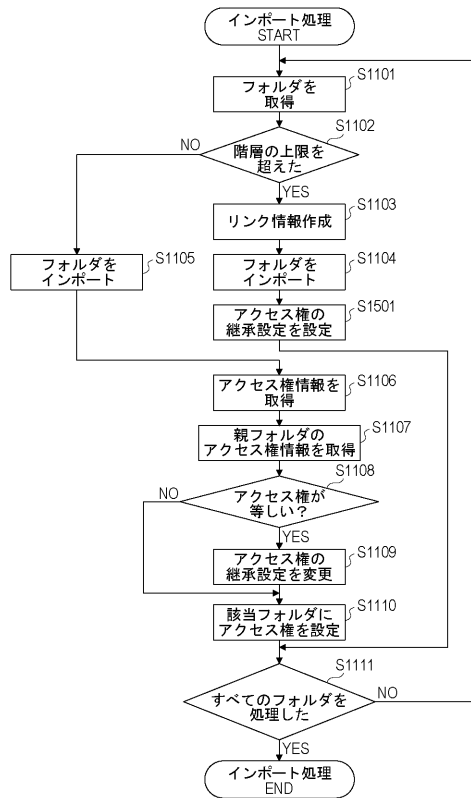 インポート処理
START
S1101
フォルダを
取得
S1102
階層の上限を
超えた
NO
YES
S1103
リンク情報作成
S1105
フォルダを
インポート
S1104
フォルダを
インポート
S1501
アクセス権の
継承設定を設定
S1106
アクセス権情報を
取得
S1107
親フォルダの
アクセス権情報を取得
S1108
アクセス権が
等しい?
NO
YES
S1109
アクセス権の
継承設定を変更
S1110
該当フォルダに
アクセス権を設定
S1111
すべてのフォルダを
処理した
NO
YES
インポート処理
END